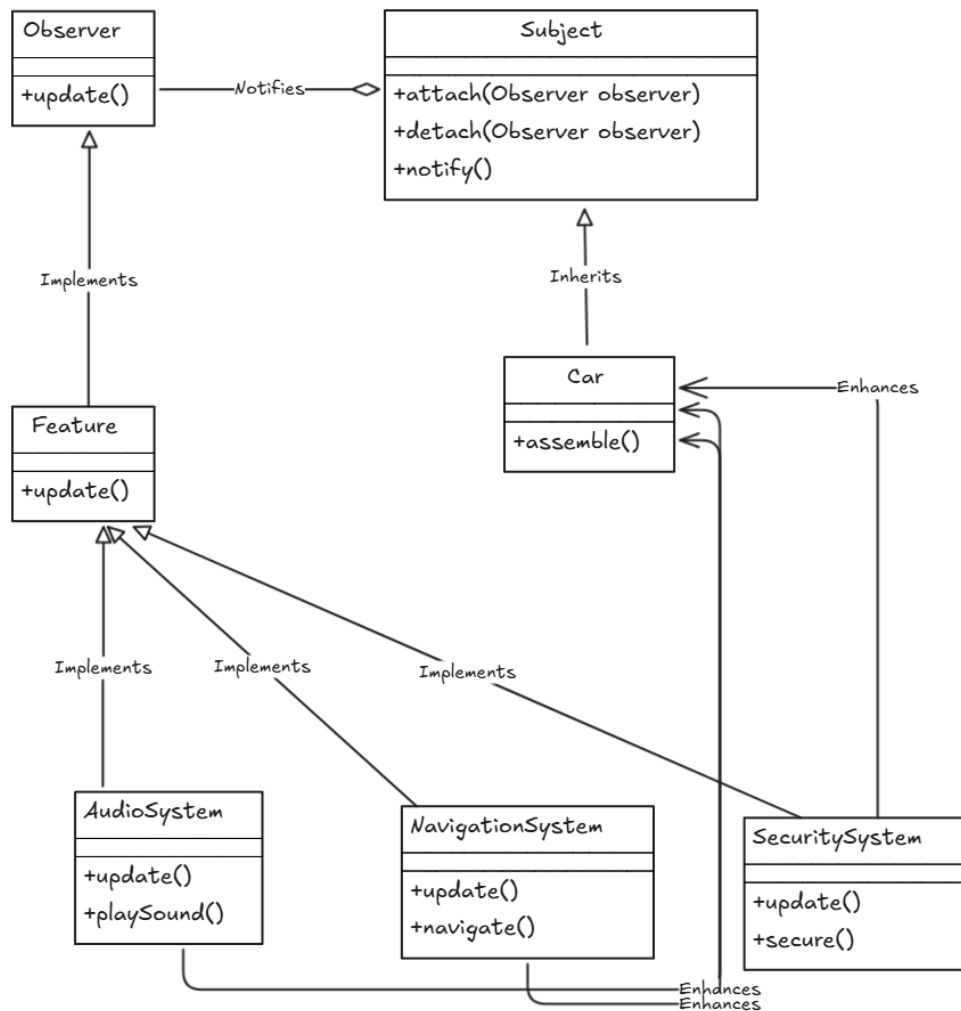 Observer
+update()
Notifies
Subject
+attach(Observer observer)
+detach(Observer observer)
+notify()
Implements
Inherits
Car
+assemble()
Enhances
Feature
+update()
Implements
Implements
Implements
AudioSystem
+update()
+playSound()
NavigationSystem
+update()
+navigate()
SecuritySystem
+update()
+secure()
Enhances
Enhances